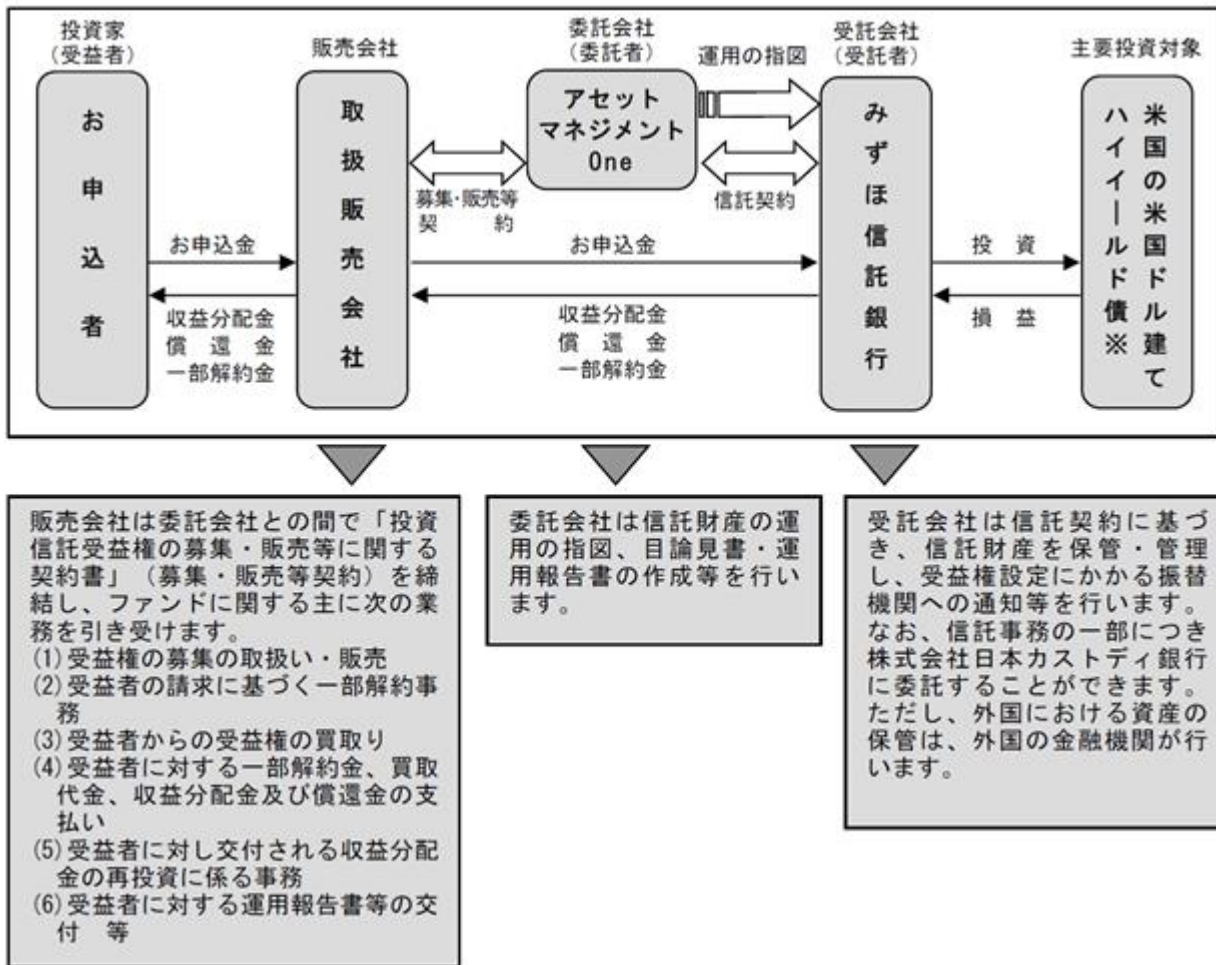 投資家
（受益者）
販売会社
委託会社
（委託者）
運用の指図
受託会社
（受託者）
主要投資対象
お申込者
取扱販売会社
アセット
マネジメント
One
みずほ信託銀行
米国の米国ドル建て
ハイイールド債※
募集・販売等
契　　　約
信託契約
お申込金
収益分配金
償　還　金
一部解約金
お申込金
収益分配金
償　還　金
一部解約金
投　資
損　益
販売会社は委託会社との間で「投資
信託受益権の募集・販売等に関する
契約書」（募集・販売等契約）を締
結し、ファンドに関する主に次の業
務を引き受けます。
(1)受益権の募集の取扱い・販売
(2)受益者の請求に基づく一部解約事
務
(3)受益者からの受益権の買取り
(4)受益者に対する一部解約金、買取
代金、収益分配金及び償還金の支
払い
(5)受益者に対し交付される収益分配
金の再投資に係る事務
(6)受益者に対する運用報告書等の交
付　等
委託会社は信託財産の運
用の指図、目論見書・運
用報告書の作成等を行い
ます。
受託会社は信託契約に基づ
き、信託財産を保管・管理
し、受益権設定にかかる振替
機関への通知等を行います。
なお、信託事務の一部につき
株式会社日本カストディ銀行
に委託することができます。
ただし、外国における資産の
保管は、外国の金融機関が行
います。